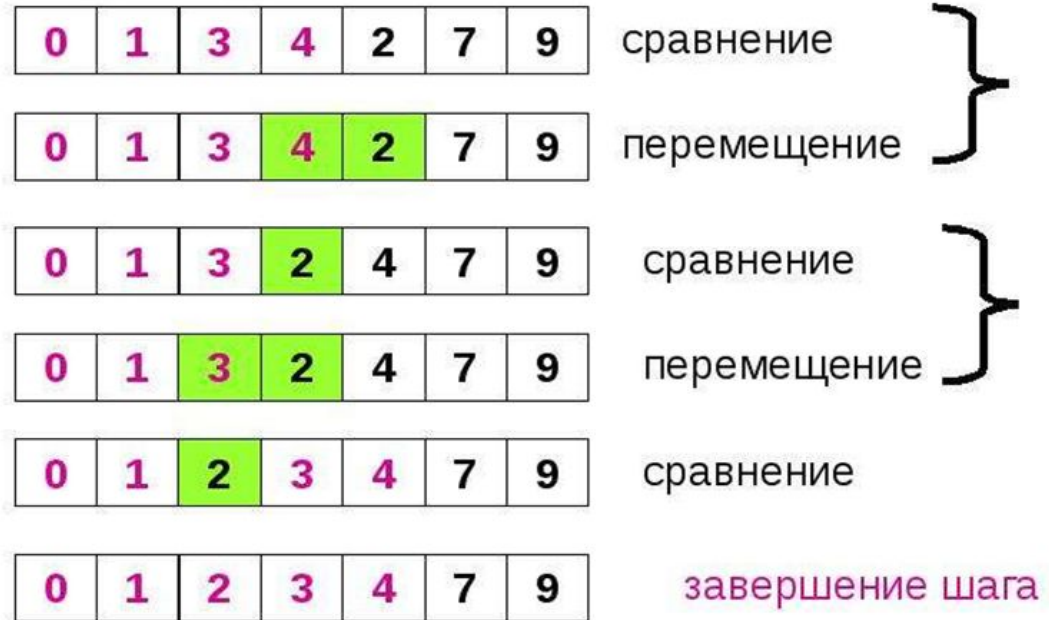 0 1 3 4 2 7 9 сравнение
0 1 3 4 2 7 9 перемещение
0 1 3 2 4 7 9 сравнение
0 1 3 2 4 7 9 перемещение
0 1 2 3 4 7 9 сравнение
0 1 2 3 4 7 9 завершение шага